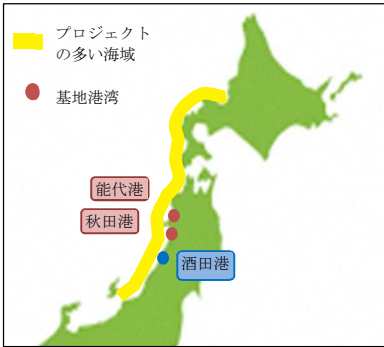 プロジェクト
の多い海域
基地港湾
能代港
秋田港
酒田港